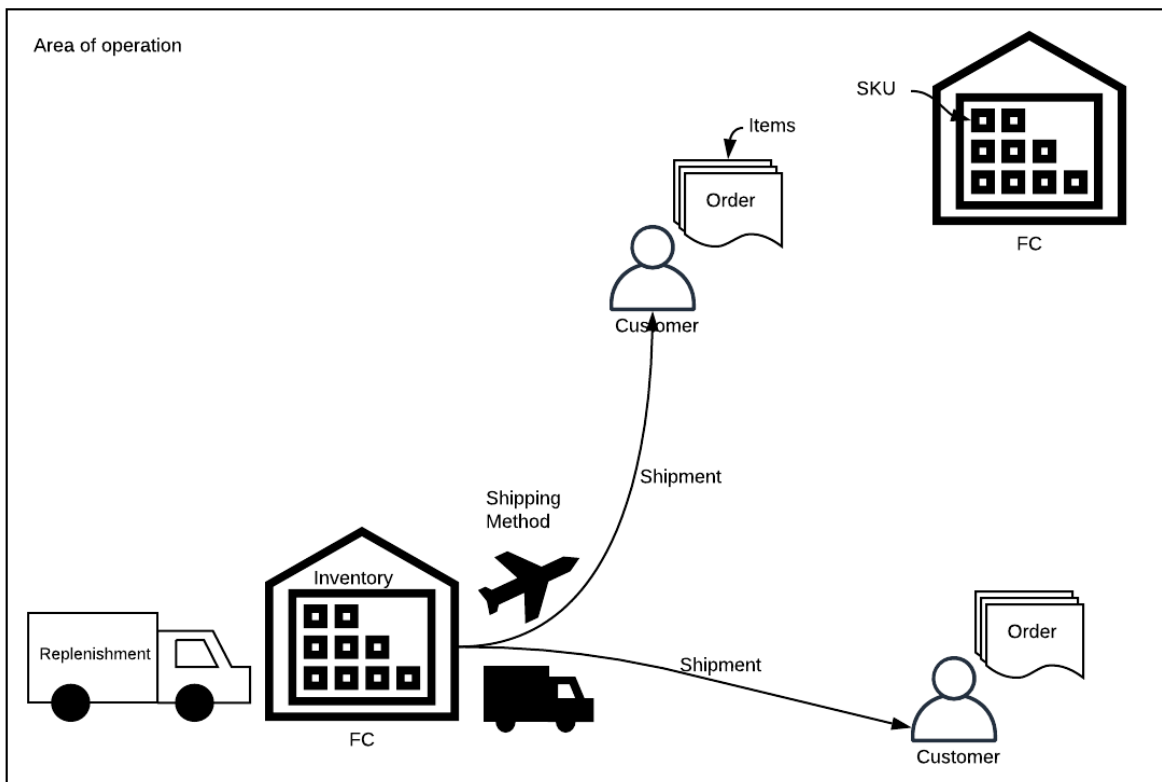 Area of operation
SKU
Items
Order
FC
Customer
Shipment
Shipping
Method
Inventory
Replenishment
Order
Shipment
FC
Customer